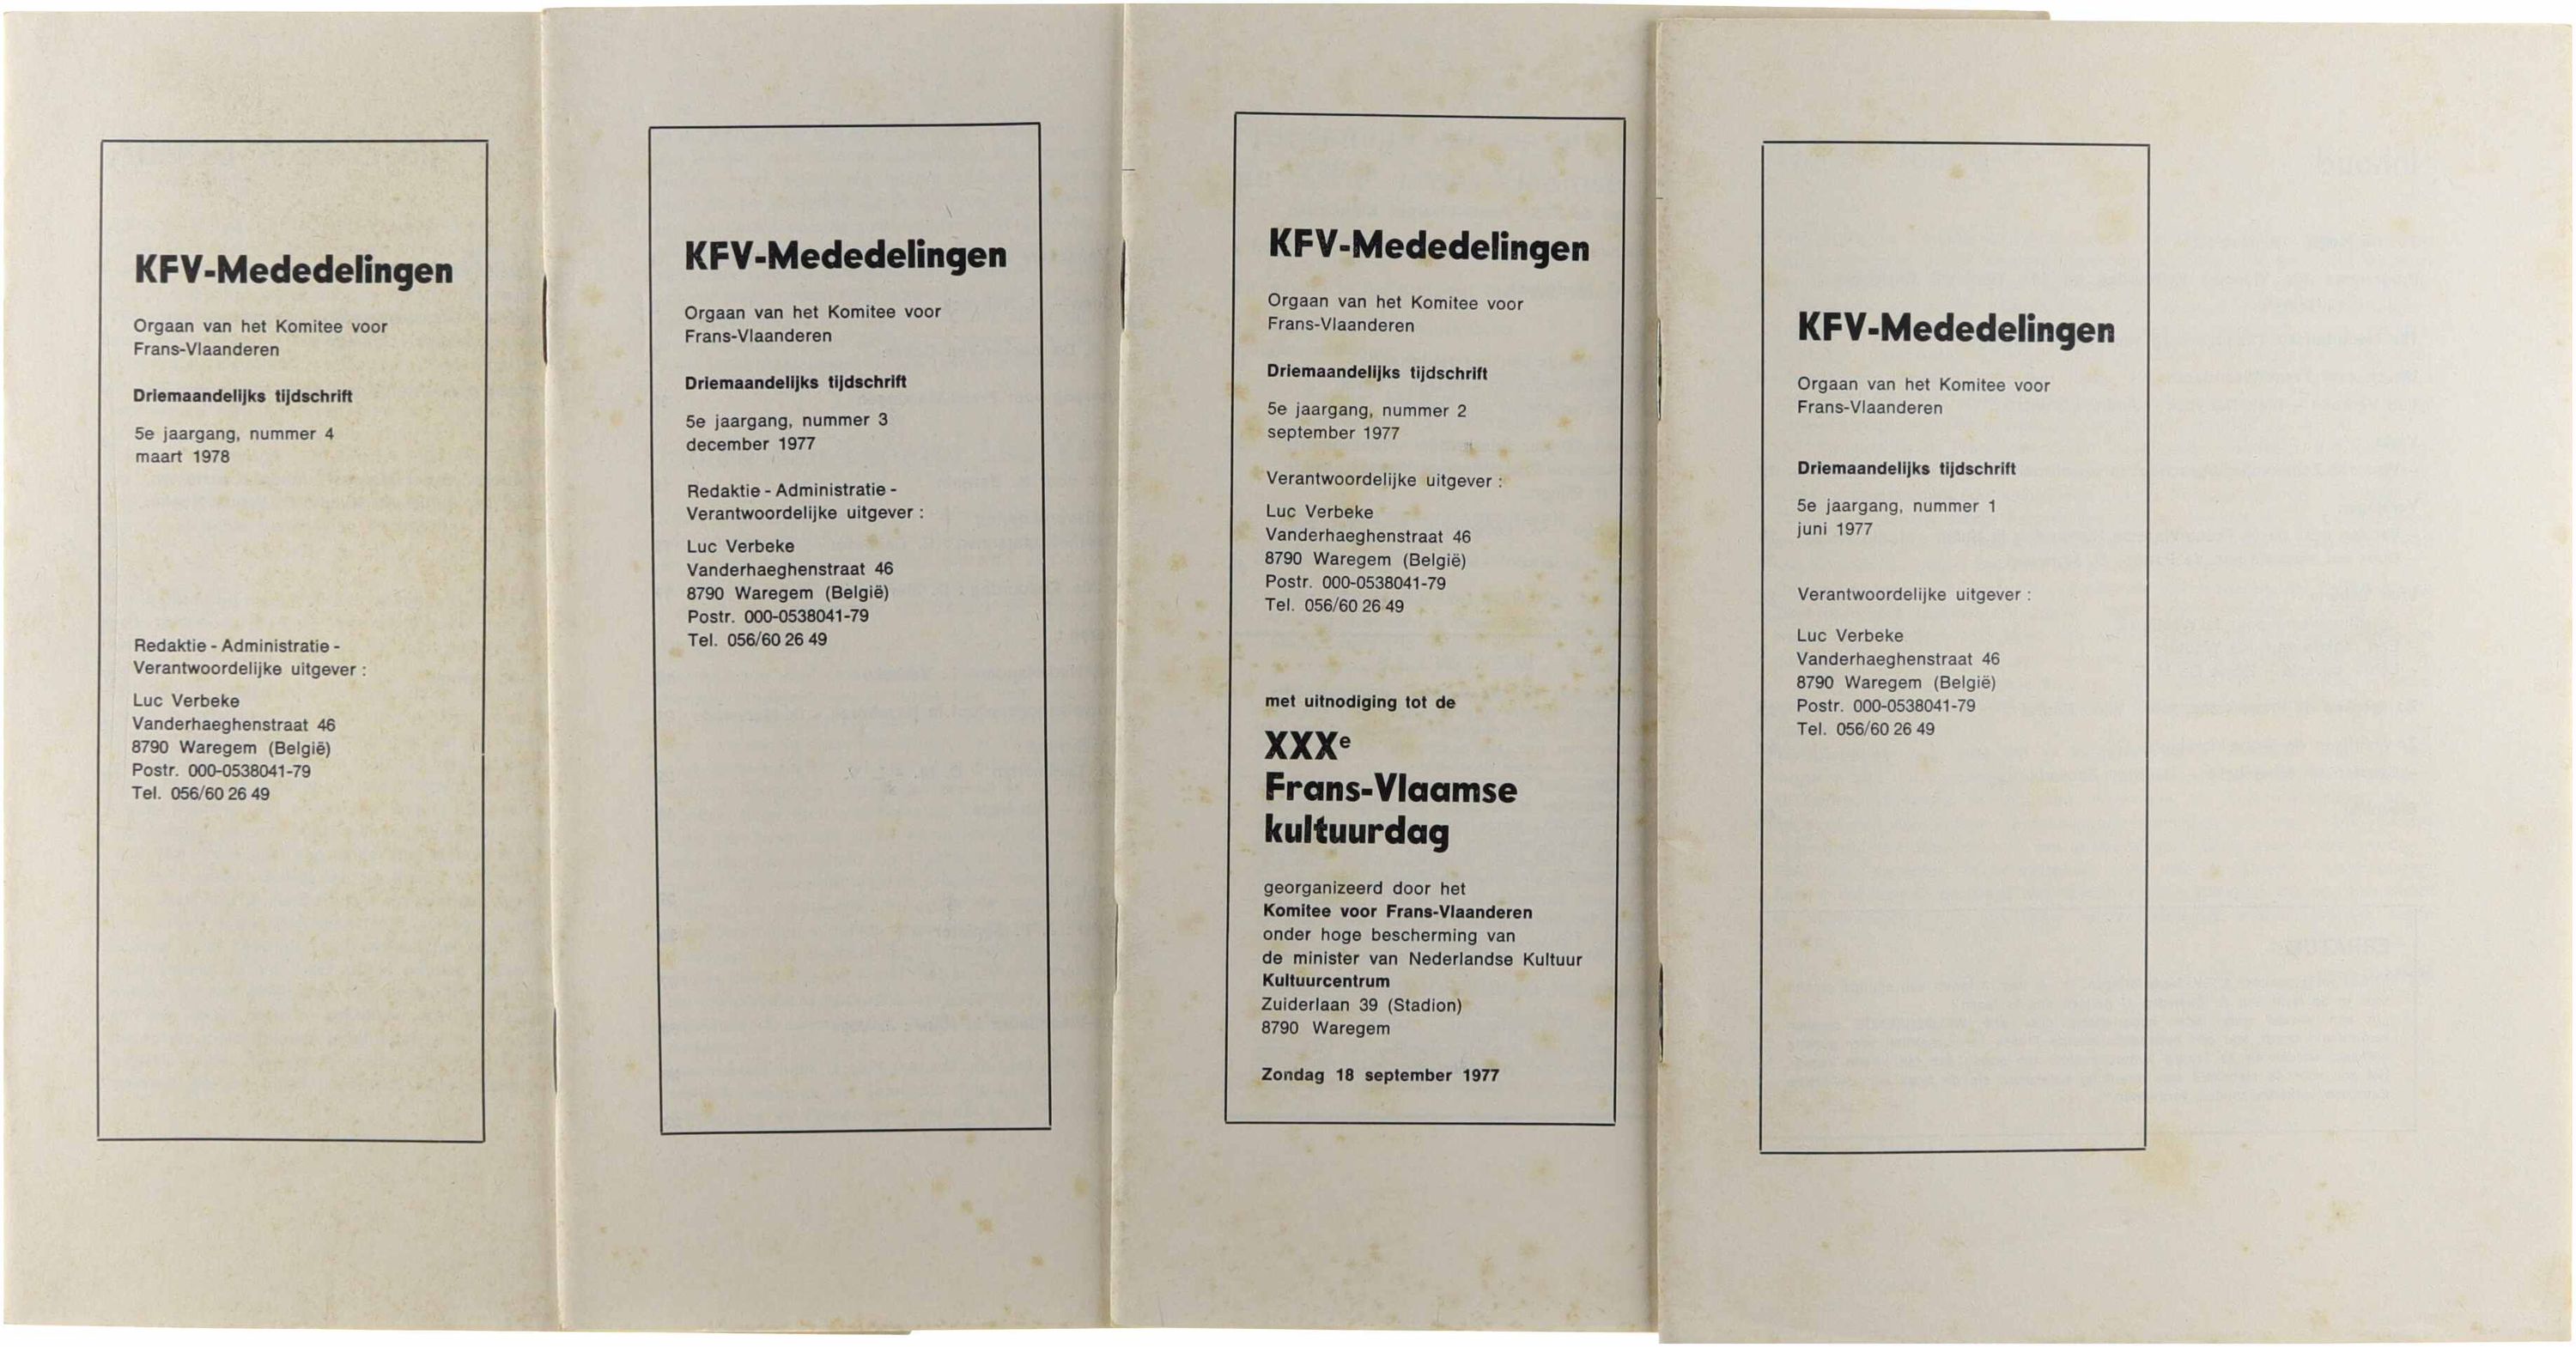 KFV-Mededelingen
Orgaan van het Komitee voor
Frans-Vlaanderen
Driemaandelijks tijdschrift
5e jaargang, nummer 4
maart 1978
Redaktie - Administratie -
Verantwoordelijke uitgever :
Luc Verbeke
Vanderhaeghenstraat 46
8790 Waregem (België)
Postr. 000-0538041-79
Tel. 056/60 26 49
KFV-Mededelingen
Orgaan van het Komitee voor
Frans-Vlaanderen
Driemaandelijks tijdschrift
5e jaargang, nummer 3
december 1977
Redaktie - Administratie -
Verantwoordelijke uitgever :
Luc Verbeke
Vanderhaeghenstraat 46
8790 Waregem (België)
Postr. 000-0538041-79
Tel. 056/60 26 49
KFV-Mededelingen
Orgaan van het Komitee voor
Frans-Vlaanderen
Driemaandelijks tijdschrift
5e jaargang, nummer 2
september 1977
Verantwoordelijke uitgever :
Luc Verbeke
Vanderhaeghenstraat 46
8790 Waregem (België)
Postr. 000-0538041-79
Tel. 056/60 26 49
met uitnodiging tot de
XXXe
Frans-Vlaamse
kultuurdag
georganizeerd door het
Komitee voor Frans-Vlaanderen
onder hoge bescherming van
de minister van Nederlandse Kultuur
Kultuurcentrum
Zuiderlaan 39 (Stadion)
8790 Waregem
Zondag 18 september 1977
KFV-Mededelingen
Orgaan van het Komitee voor
Frans-Vlaanderen
Driemaandelijks tijdschrift
5e jaargang, nummer 1
juni 1977
Verantwoordelijke uitgever :
Luc Verbeke
Vanderhaeghenstraat 46
8790 Waregem (België)
Postr. 000-0538041-79
Tel. 056/60 26 49